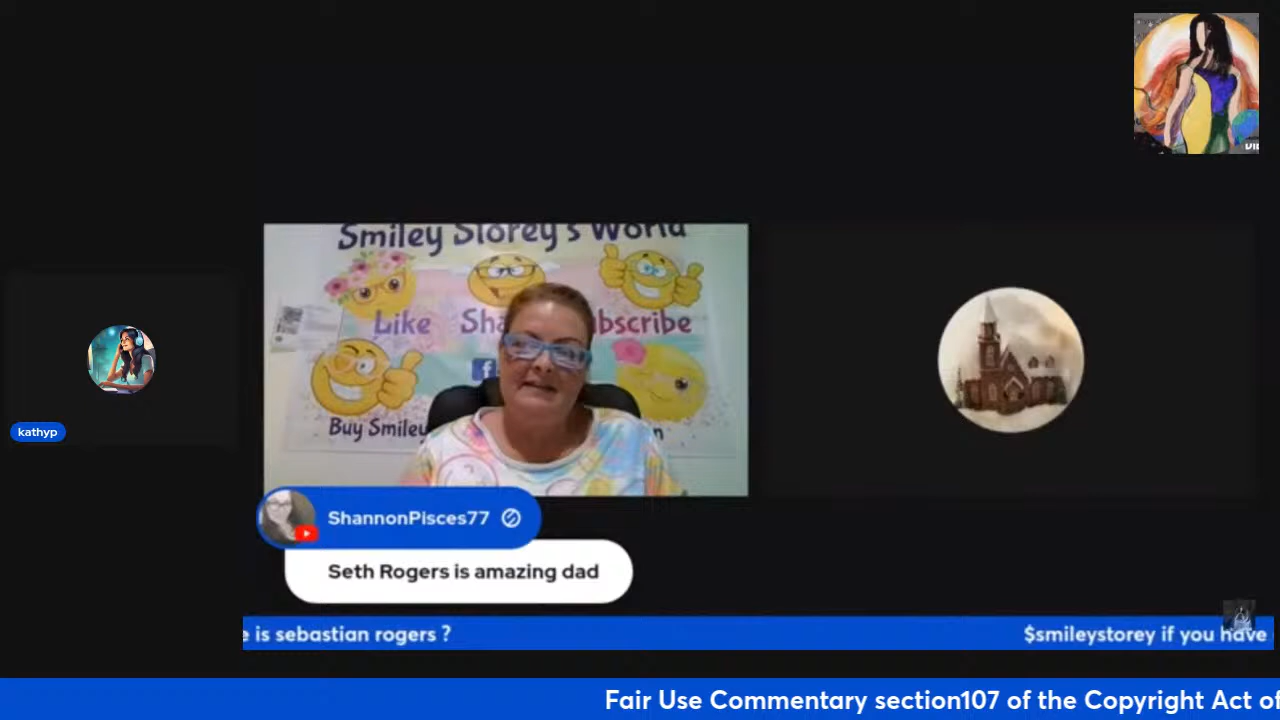 Smiley Storey's World
Like Sha bscribe
Buy Smiley
kathyp
ShannonPisces77
Seth Rogers is amazing dad
e is sebastian rogers ?
$smileystorey if you have
Fair Use Commentary section107 of the Copyright Act of